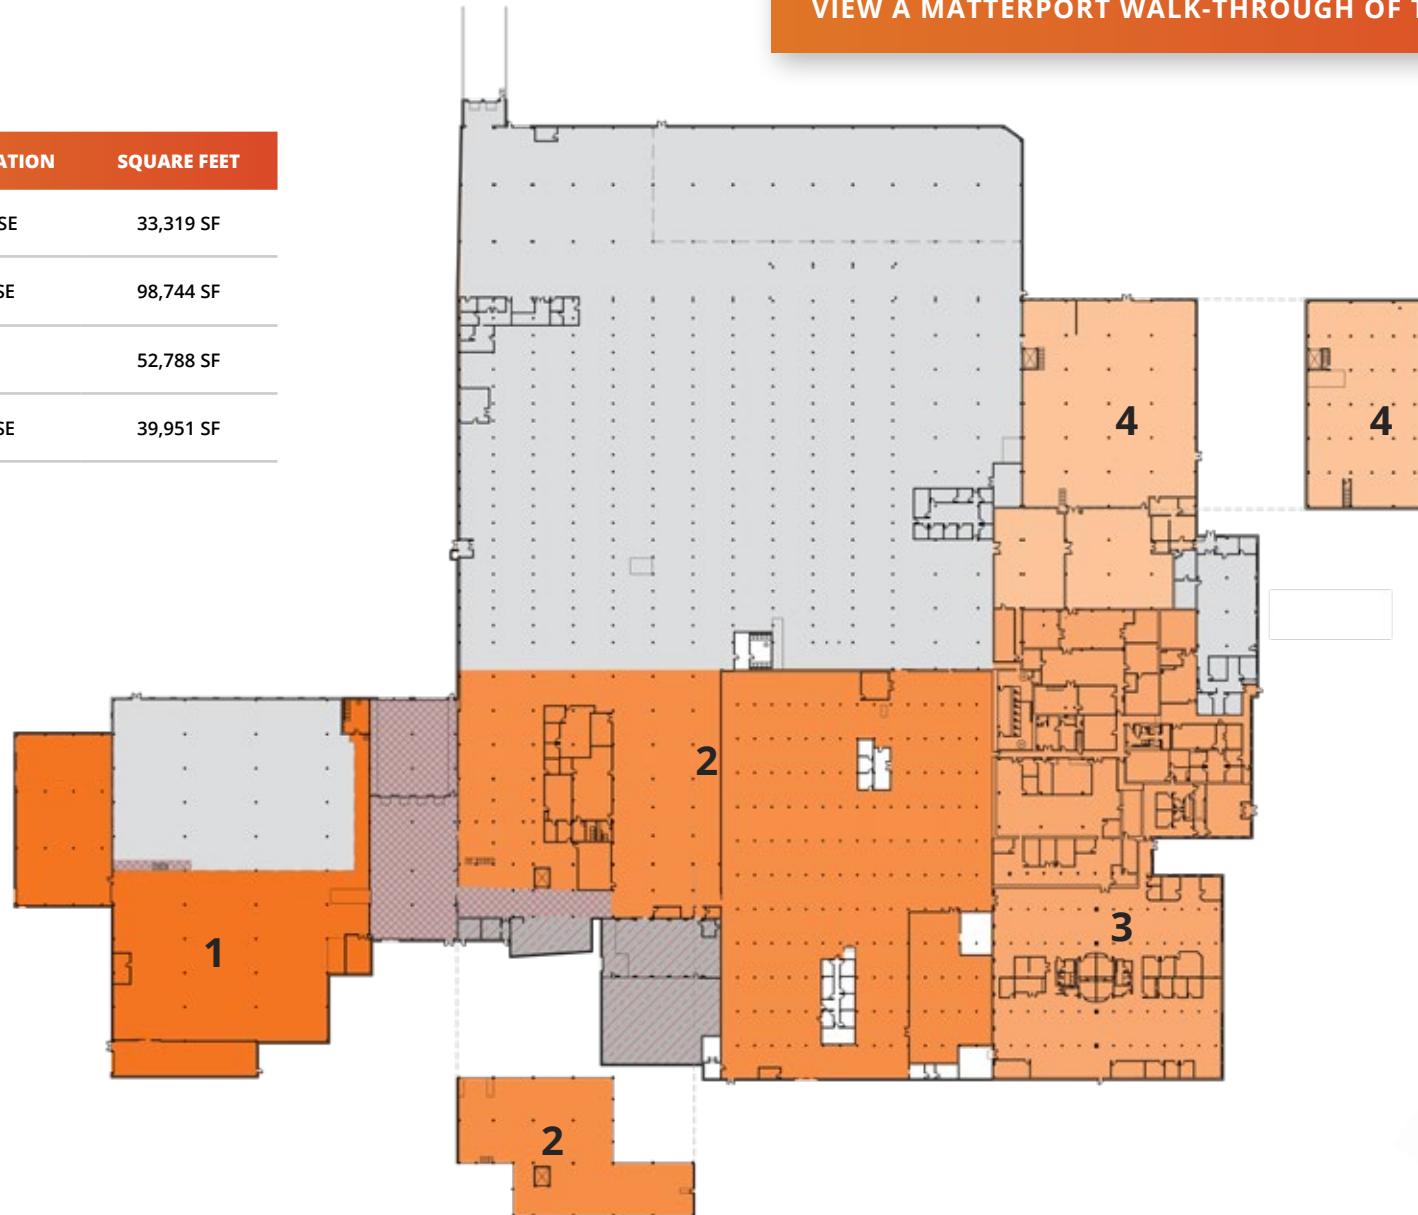 VIEW A MATTERPORT WALK-THROUGH OF T
ATION SQUARE FEET
SE 33,319 SF
SE 98,744 SF
52,788 SF
SE 39,951 SF
4 4
2
1
3
2